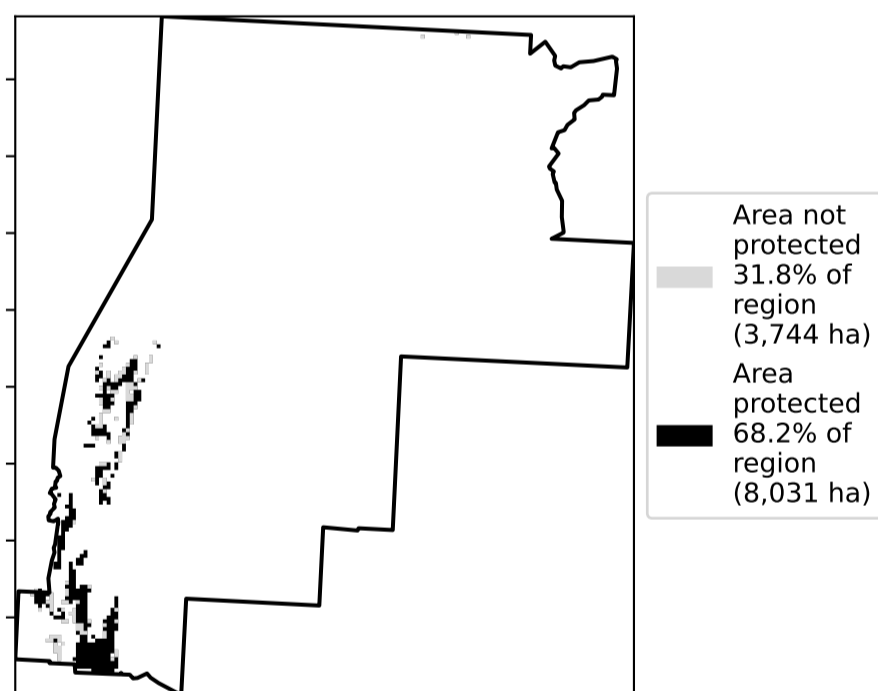 Area not
protected
31.8% of
region
(3,744 ha)
Area
protected
68.2% of
region
(8,031 ha)